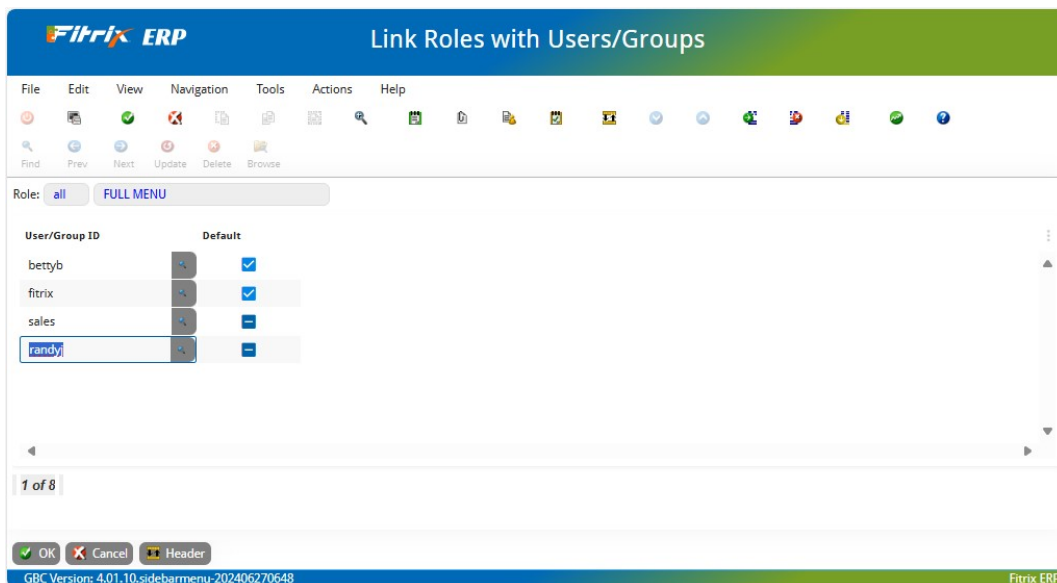 Fitrix ERP
Link Roles with Users/Groups
File Edit View Navigation Tools Actions Help
Find Prev Next Update Delete Browse
Role: all FULL MENU
User/Group ID Default
bettyb
fitrix
sales
randyj
1 of 8
OK Cancel Header
GBC Version: 4.01.10.sidebarmenu-202406270648 Fitrix ERP